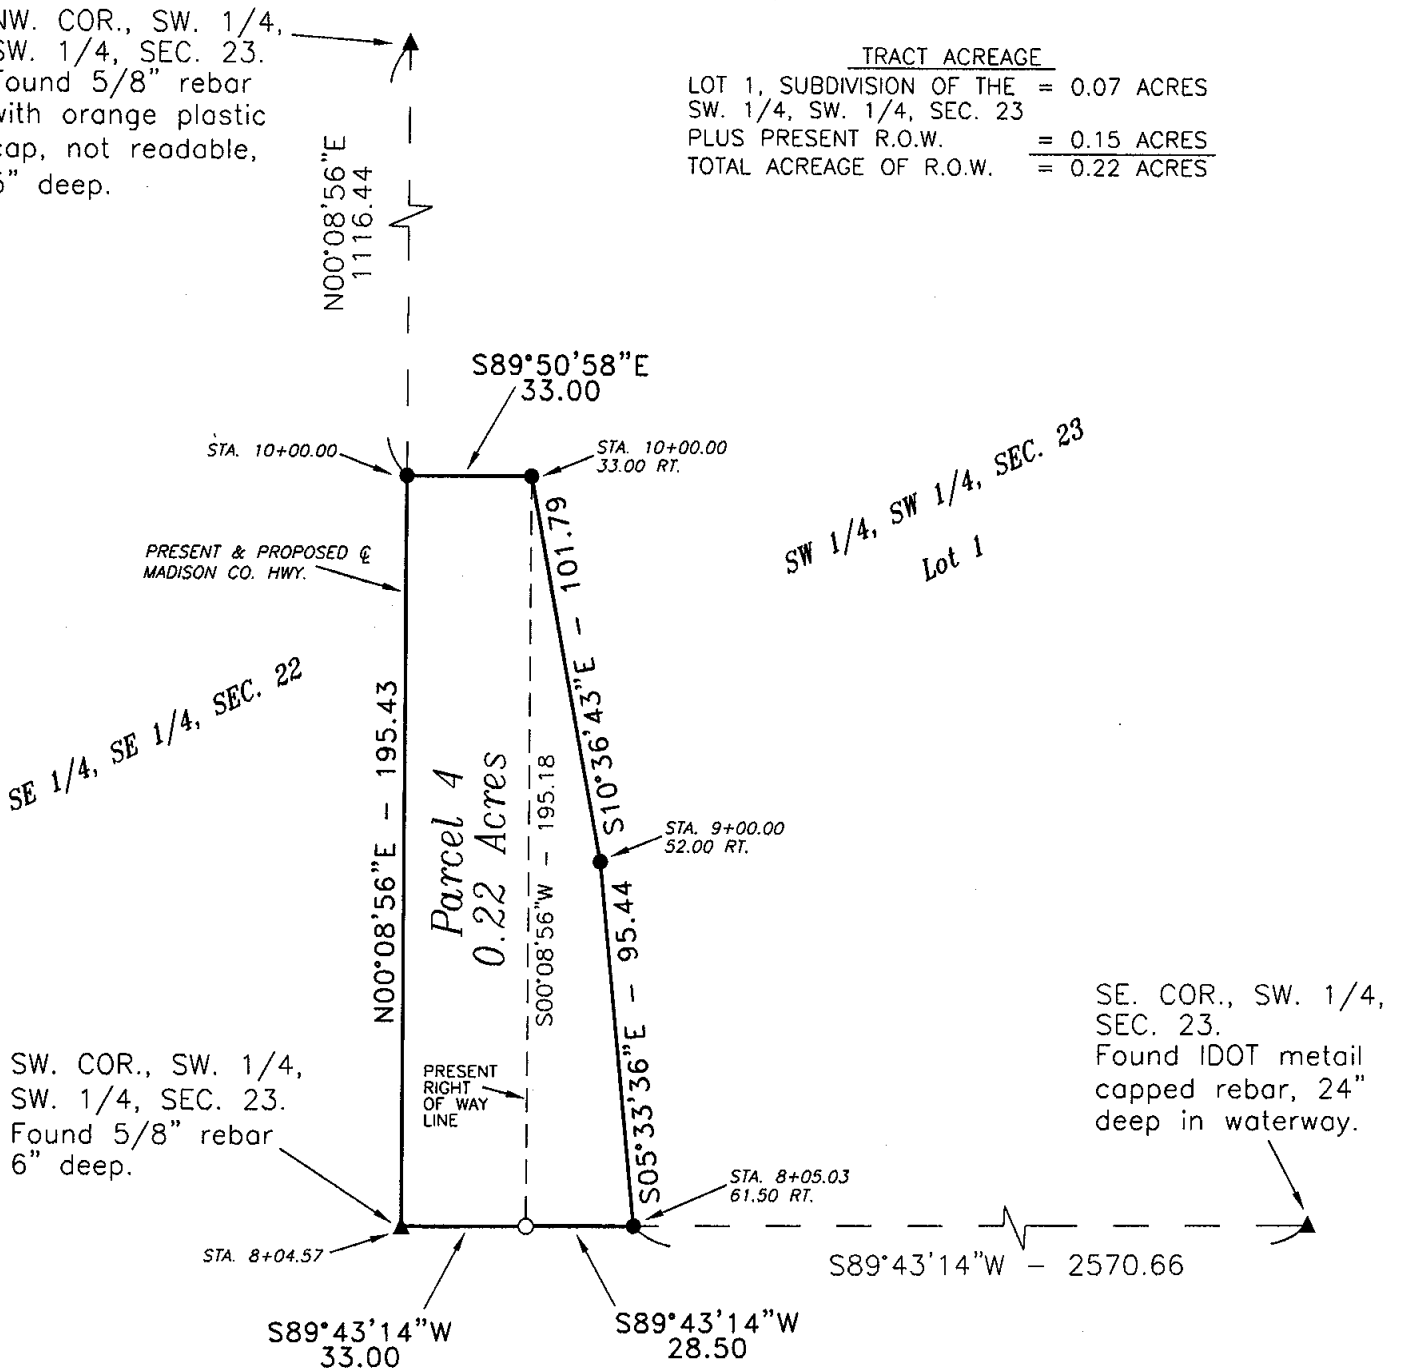 NW. COR., SW. 1/4,
SW. 1/4, SEC. 23.
Found 5/8" rebar
with orange plastic
cap, not readable,
6" deep.
TRACT ACREAGE
LOT 1, SUBDIVISION OF THE = 0.07 ACRES
SW. 1/4, SW. 1/4, SEC. 23
PLUS PRESENT R.O.W. = 0.15 ACRES
TOTAL ACREAGE OF R.O.W. = 0.22 ACRES
N00°08'56"E
1116.44
S89°50'58"E
33.00
STA. 10+00.00
STA. 10+00.00
33.00 RT.
SW 1/4, SW 1/4, SEC. 23
Lot 1
PRESENT & PROPOSED ℄
MADISON CO. HWY.
S10°36'43"E - 101.79
SE 1/4, SE 1/4, SEC. 22
N00°08'56"E - 195.43
Parcel 4
0.22 Acres
S00°08'56"W - 195.18
STA. 9+00.00
52.00 RT.
S05°33'36"E - 95.44
SE. COR., SW. 1/4,
SEC. 23.
Found IDOT metail
capped rebar, 24"
deep in waterway.
SW. COR., SW. 1/4,
SW. 1/4, SEC. 23.
Found 5/8" rebar
6" deep.
PRESENT
RIGHT
OF WAY
LINE
STA. 8+05.03
61.50 RT.
STA. 8+04.57
S89°43'14"W - 2570.66
S89°43'14"W
33.00
S89°43'14"W
28.50